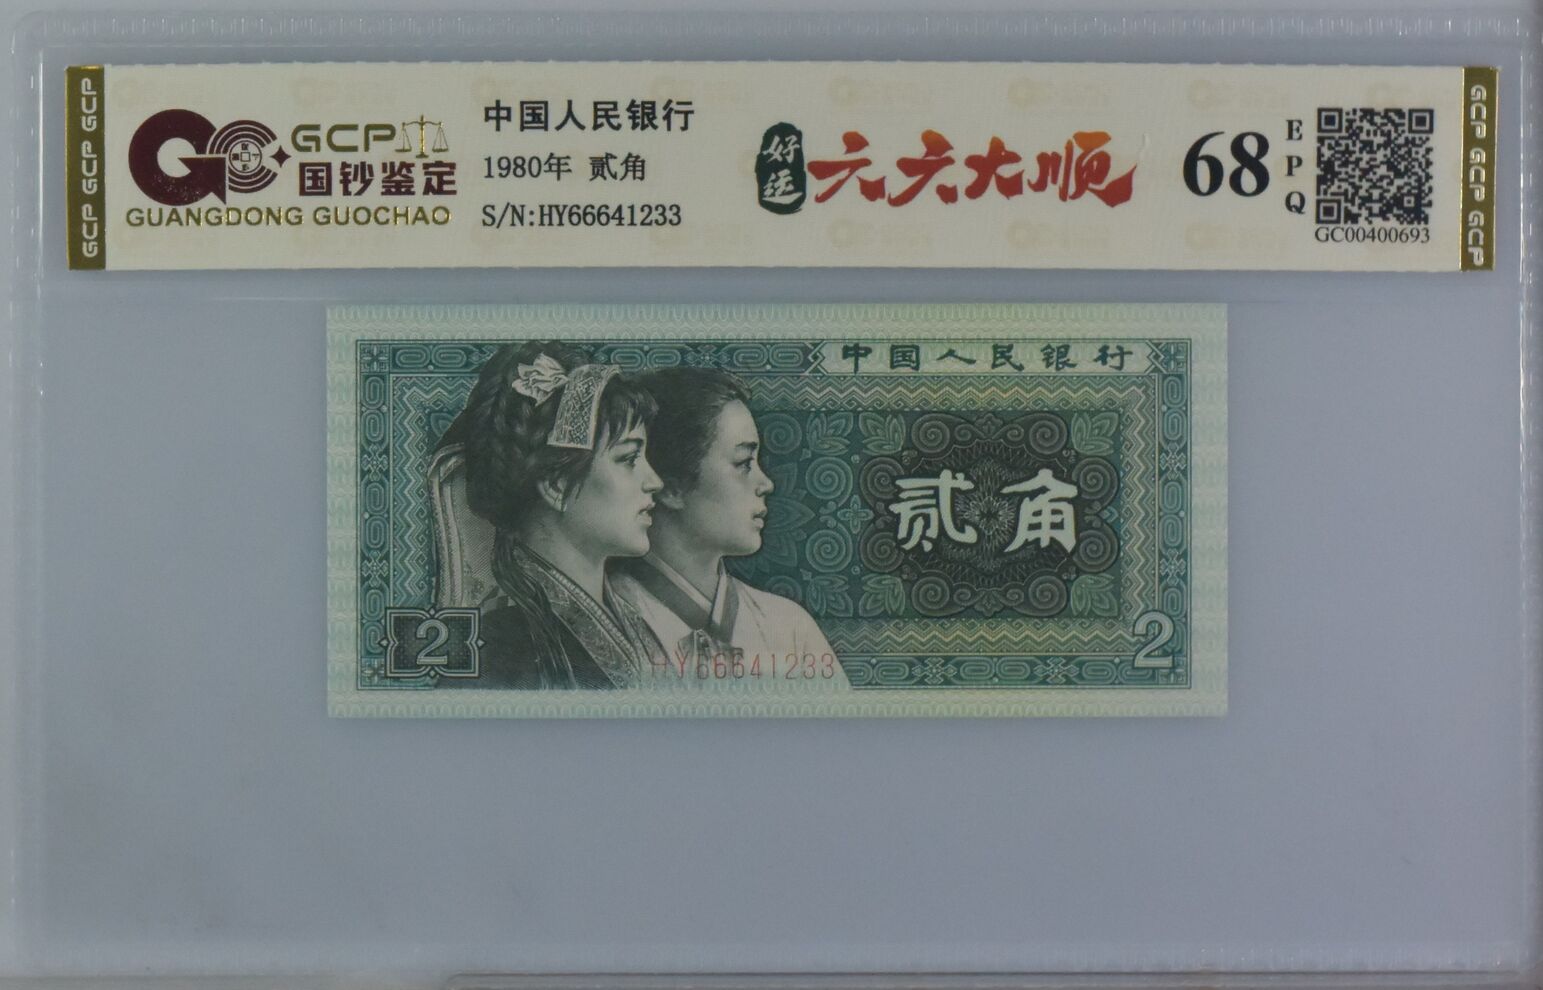 GCP GCP GCP
GCP
国钞鉴定
GUANGDONG GUOCHAO
中国人民银行
1980年 贰角
S/N:HY66641233
好运
六六大顺
68
EPQ
GC00400693
GCP GCP GCP
中国人民银行
贰角
2
2
HY66641233